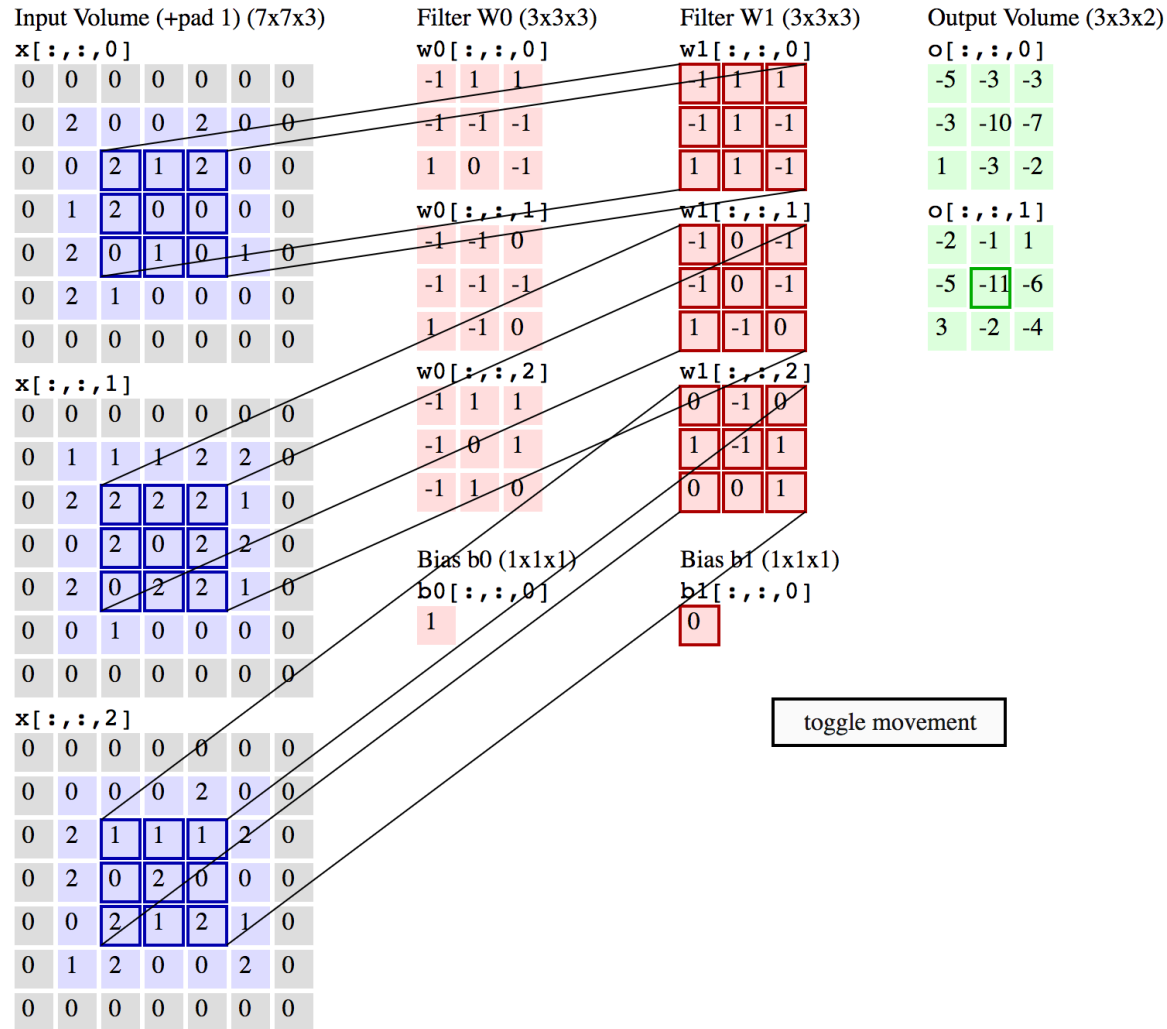 Input Volume (+pad 1) (7x7x3)
x[:,:,0]
0 0 0 0 0 0 0
0 2 0 0 2 0 0
0 0 2 1 2 0 0
0 1 2 0 0 0 0
0 2 0 1 0 1 0
0 2 1 0 0 0 0
0 0 0 0 0 0 0
x[:,:,1]
0 0 0 0 0 0 0
0 1 1 1 2 2 0
0 2 2 2 2 1 0
0 0 2 0 2 2 0
0 2 0 2 2 1 0
0 0 1 0 0 0 0
0 0 0 0 0 0 0
x[:,:,2]
0 0 0 0 0 0 0
0 0 0 0 2 0 0
0 2 1 1 1 2 0
0 2 0 2 0 0 0
0 0 2 1 2 1 0
0 1 2 0 0 2 0
0 0 0 0 0 0 0
Filter W0 (3x3x3)
w0[:,:,0]
-1 1 1
-1 -1 -1
1 0 -1
w0[:,:,1]
-1 -1 0
-1 -1 -1
1 -1 0
w0[:,:,2]
-1 1 1
-1 0 1
-1 1 0
Bias b0 (1x1x1)
b0[:,:,0]
1
Filter W1 (3x3x3)
w1[:,:,0]
-1 1 1
-1 1 -1
1 1 -1
w1[:,:,1]
-1 0 -1
-1 0 -1
1 -1 0
w1[:,:,2]
0 -1 0
1 -1 1
0 0 1
Bias b1 (1x1x1)
b1[:,:,0]
0
Output Volume (3x3x2)
o[:,:,0]
-5 -3 -3
-3 -10 -7
1 -3 -2
o[:,:,1]
-2 -1 1
-5 -11 -6
3 -2 -4
toggle movement